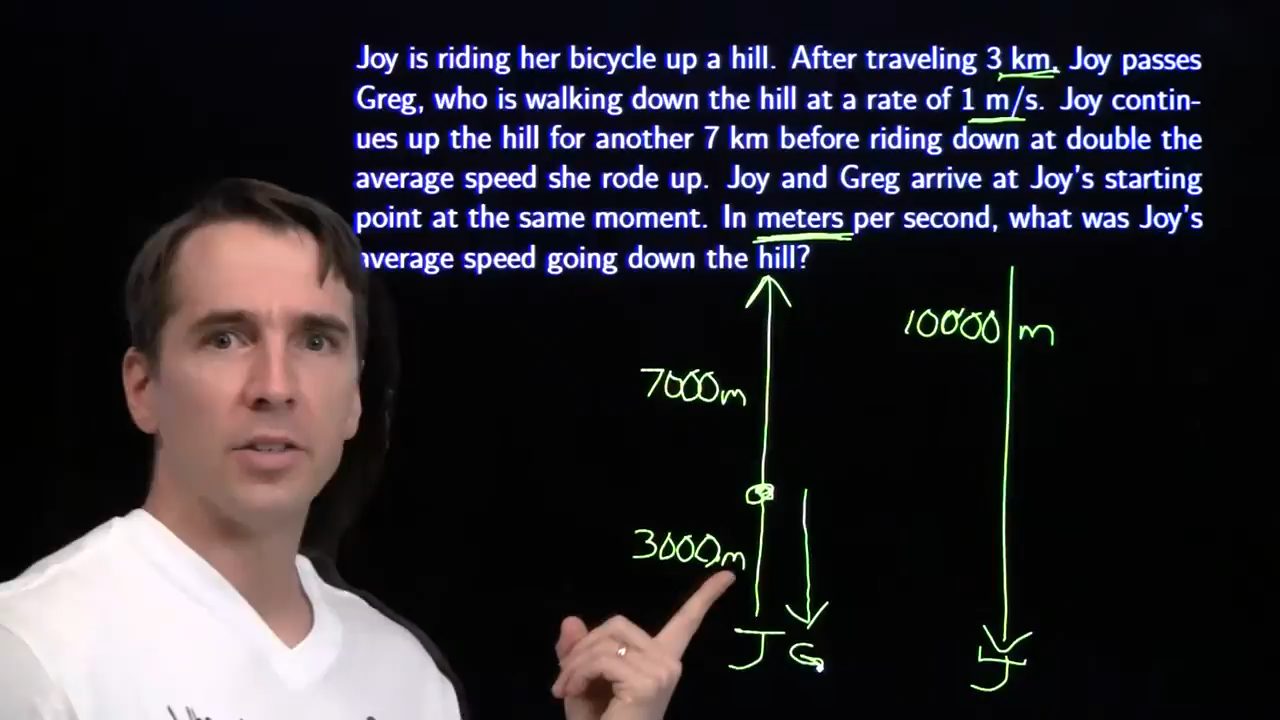 Joy is riding her bicycle up a hill. After traveling 3 km, Joy passes
Greg, who is walking down the hill at a rate of 1 m/s. Joy contin-
ues up the hill for another 7 km before riding down at double the
average speed she rode up. Joy and Greg arrive at Joy's starting
point at the same moment. In meters per second, what was Joy's
average speed going down the hill?
10000 m
7000m
3000m
J G
J